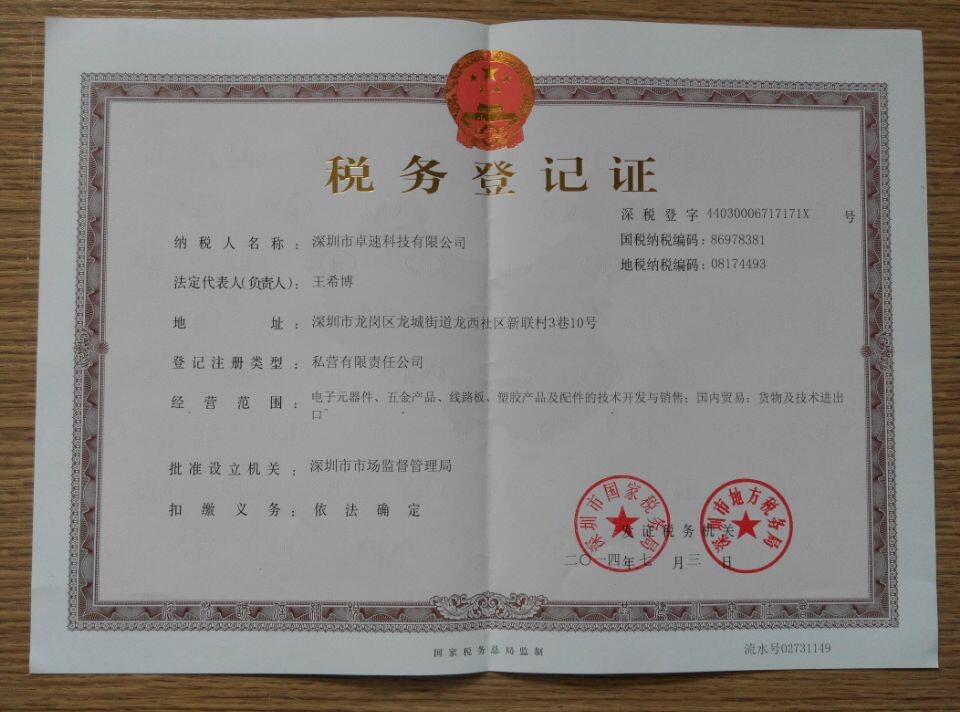 税务登记证
深税登字 44030006717171X 号
国税纳税编码：86978381
地税纳税编码：08174493
纳税人名称：深圳市卓速科技有限公司
法定代表人(负责人)：王希博
地址：深圳市龙岗区龙城街道龙西社区新联村3巷10号
登记注册类型：私营有限责任公司
经营范围：电子元器件、五金产品、线路板、塑胶产品及配件的技术开发与销售；国内贸易；货物及技术进出
口
批准设立机关：深圳市市场监督管理局
扣缴义务：依法确定
深圳市国家税务局
深圳市地方税务局
发证税务机关
二〇一四年七月三日
国家税务总局监制
流水号02731149